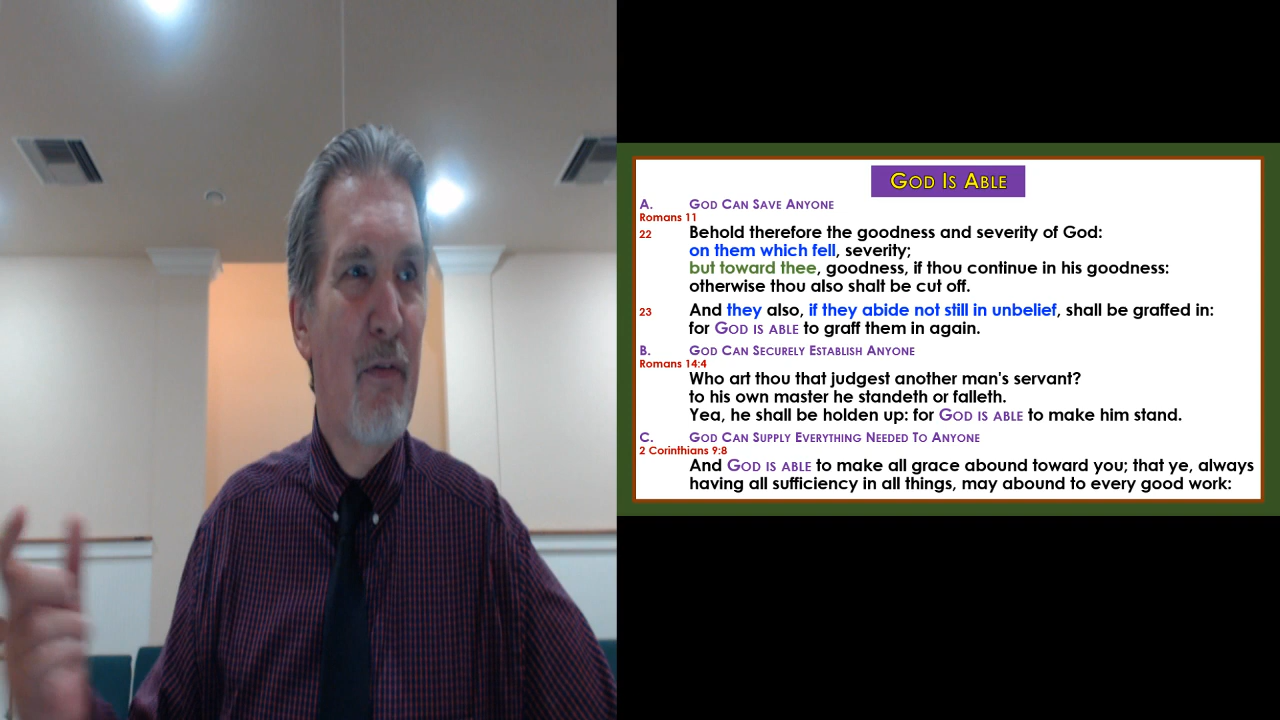 God Is Able
A. God Can Save Anyone
Romans 11
22 Behold therefore the goodness and severity of God:
on them which fell, severity;
but toward thee, goodness, if thou continue in his goodness:
otherwise thou also shalt be cut off.
23 And they also, if they abide not still in unbelief, shall be graffed in:
for God is able to graff them in again.
B. God Can Securely Establish Anyone
Romans 14:4
Who art thou that judgest another man's servant?
to his own master he standeth or falleth.
Yea, he shall be holden up: for God is able to make him stand.
C. God Can Supply Everything Needed To Anyone
2 Corinthians 9:8
And God is able to make all grace abound toward you; that ye, always
having all sufficiency in all things, may abound to every good work: